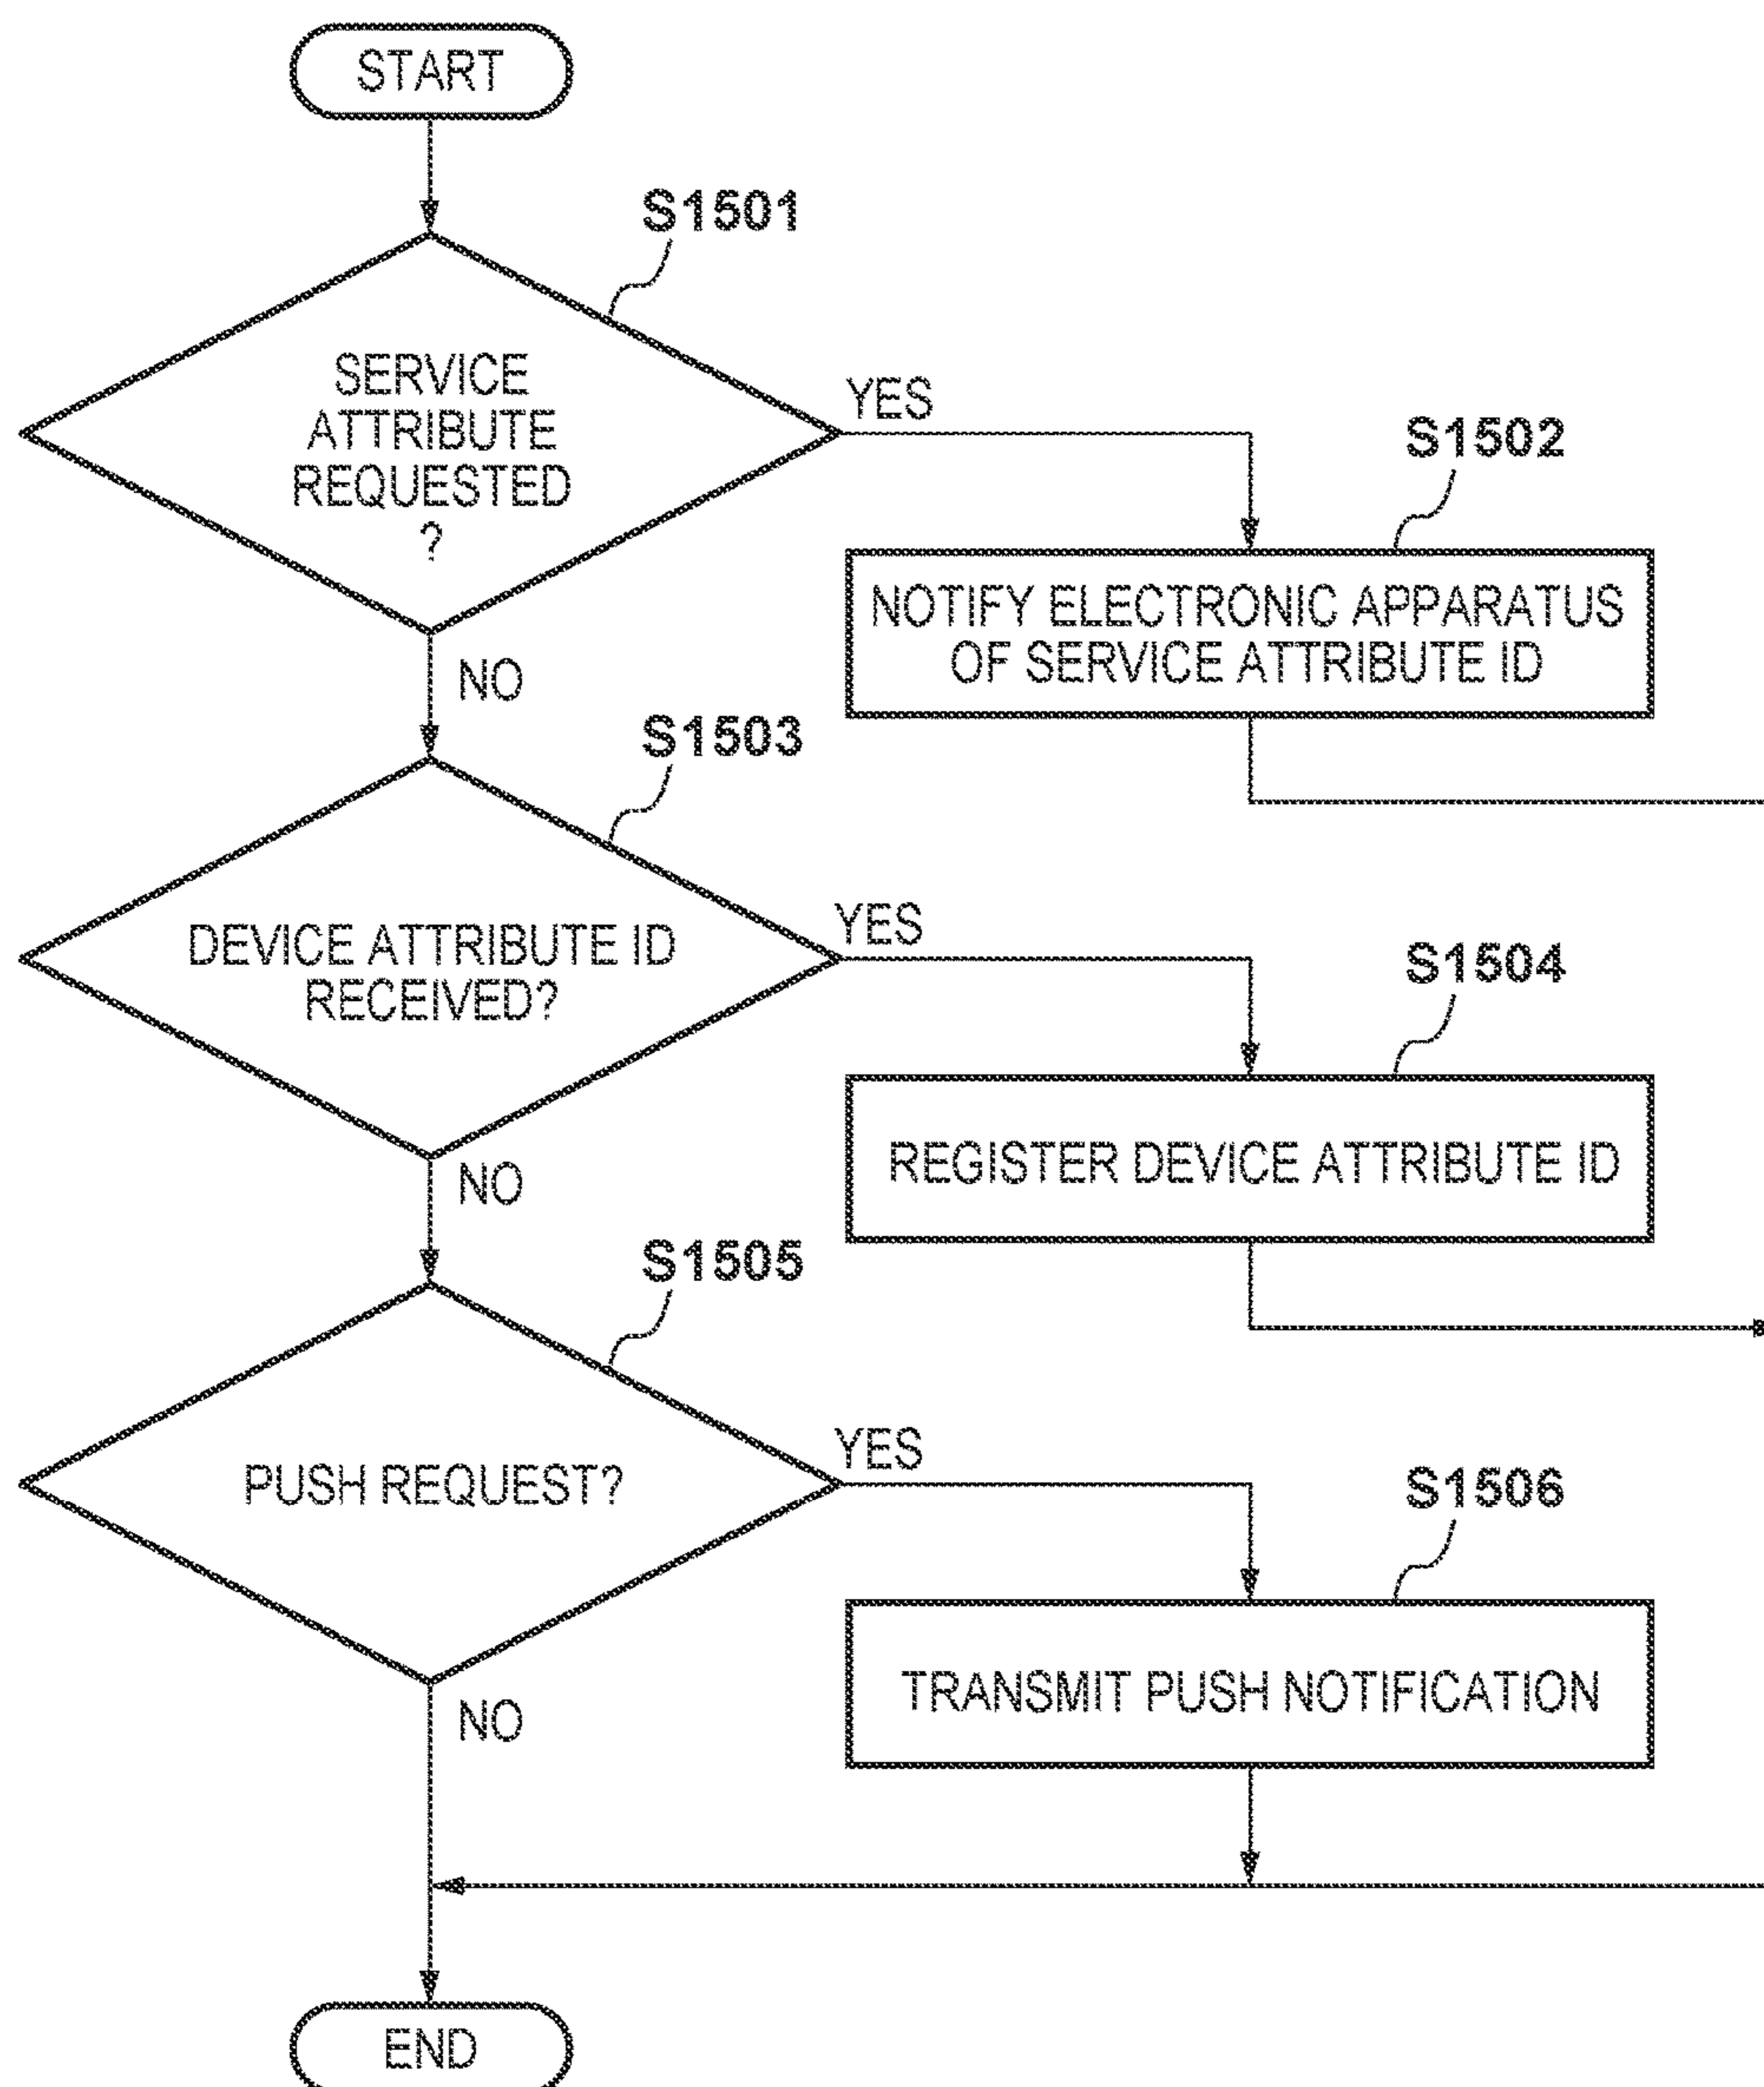 START
S1501
SERVICE
ATTRIBUTE
REQUESTED
?
YES
S1502
NOTIFY ELECTRONIC APPARATUS
OF SERVICE ATTRIBUTE ID
NO
S1503
DEVICE ATTRIBUTE ID
RECEIVED?
YES
S1504
REGISTER DEVICE ATTRIBUTE ID
NO
S1505
PUSH REQUEST?
YES
S1506
TRANSMIT PUSH NOTIFICATION
NO
END